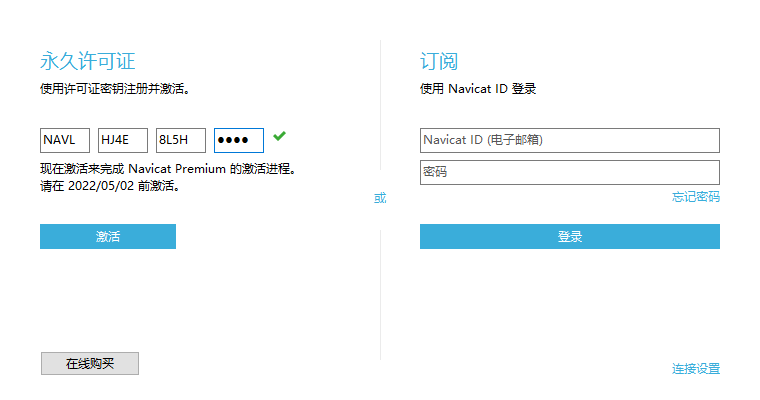 永久许可证
使用许可证密钥注册并激活。
NAVL HJ4E 8L5H ●●●●
现在激活来完成 Navicat Premium 的激活进程。
请在 2022/05/02 前激活。
激活
在线购买
或
订阅
使用 Navicat ID 登录
Navicat ID (电子邮箱)
密码
忘记密码
登录
连接设置